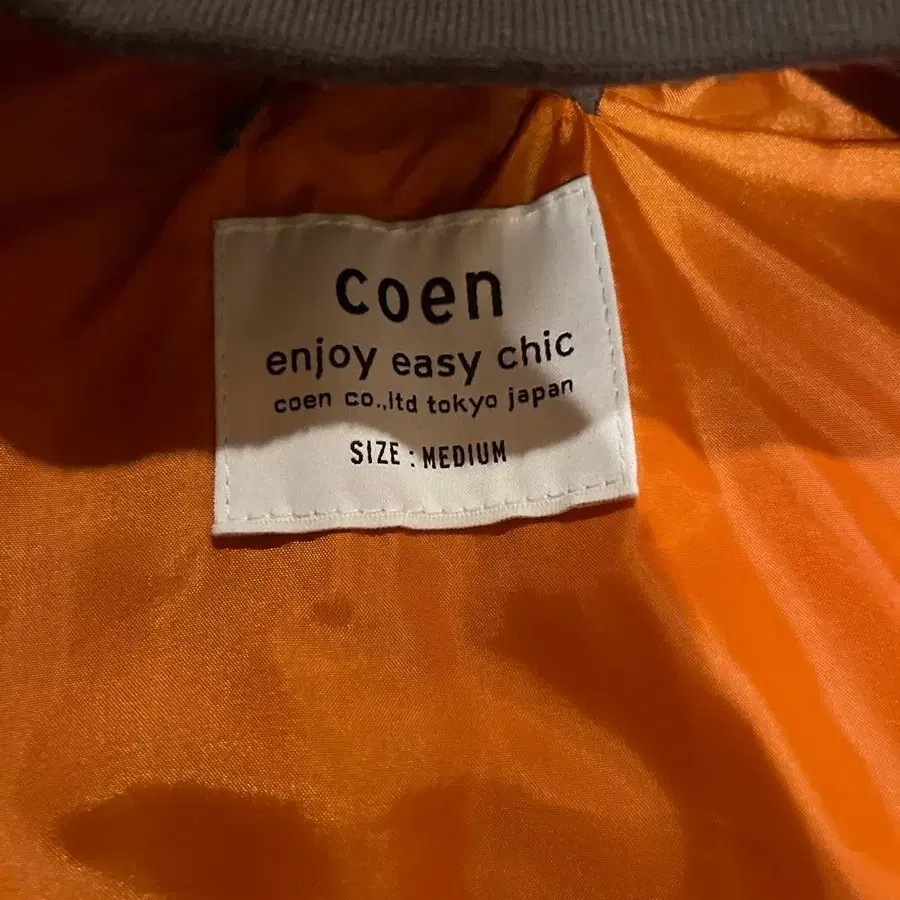 coen
enjoy easy chic
coen co.,ltd tokyo japan
SIZE : MEDIUM